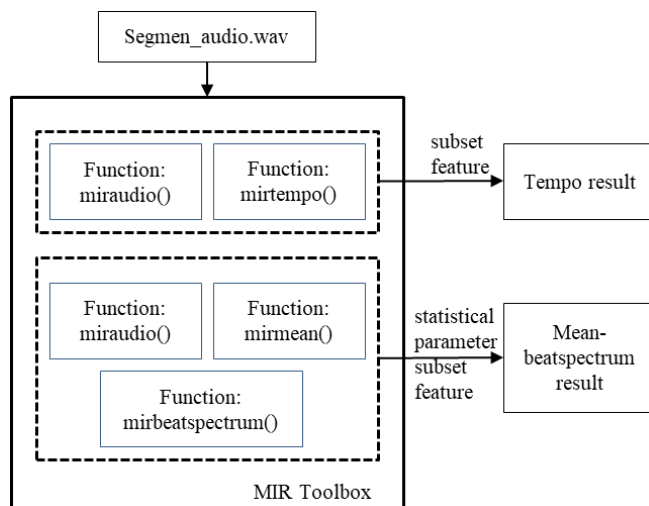 Segmen_audio.wav
Function:
miraudio()
Function:
mirtempo()
subset
feature
Tempo result
Function:
miraudio()
Function:
mirmean()
Function:
mirbeatspectrum()
statistical
parameter
subset
feature
Mean-
beatspectrum
result
MIR Toolbox